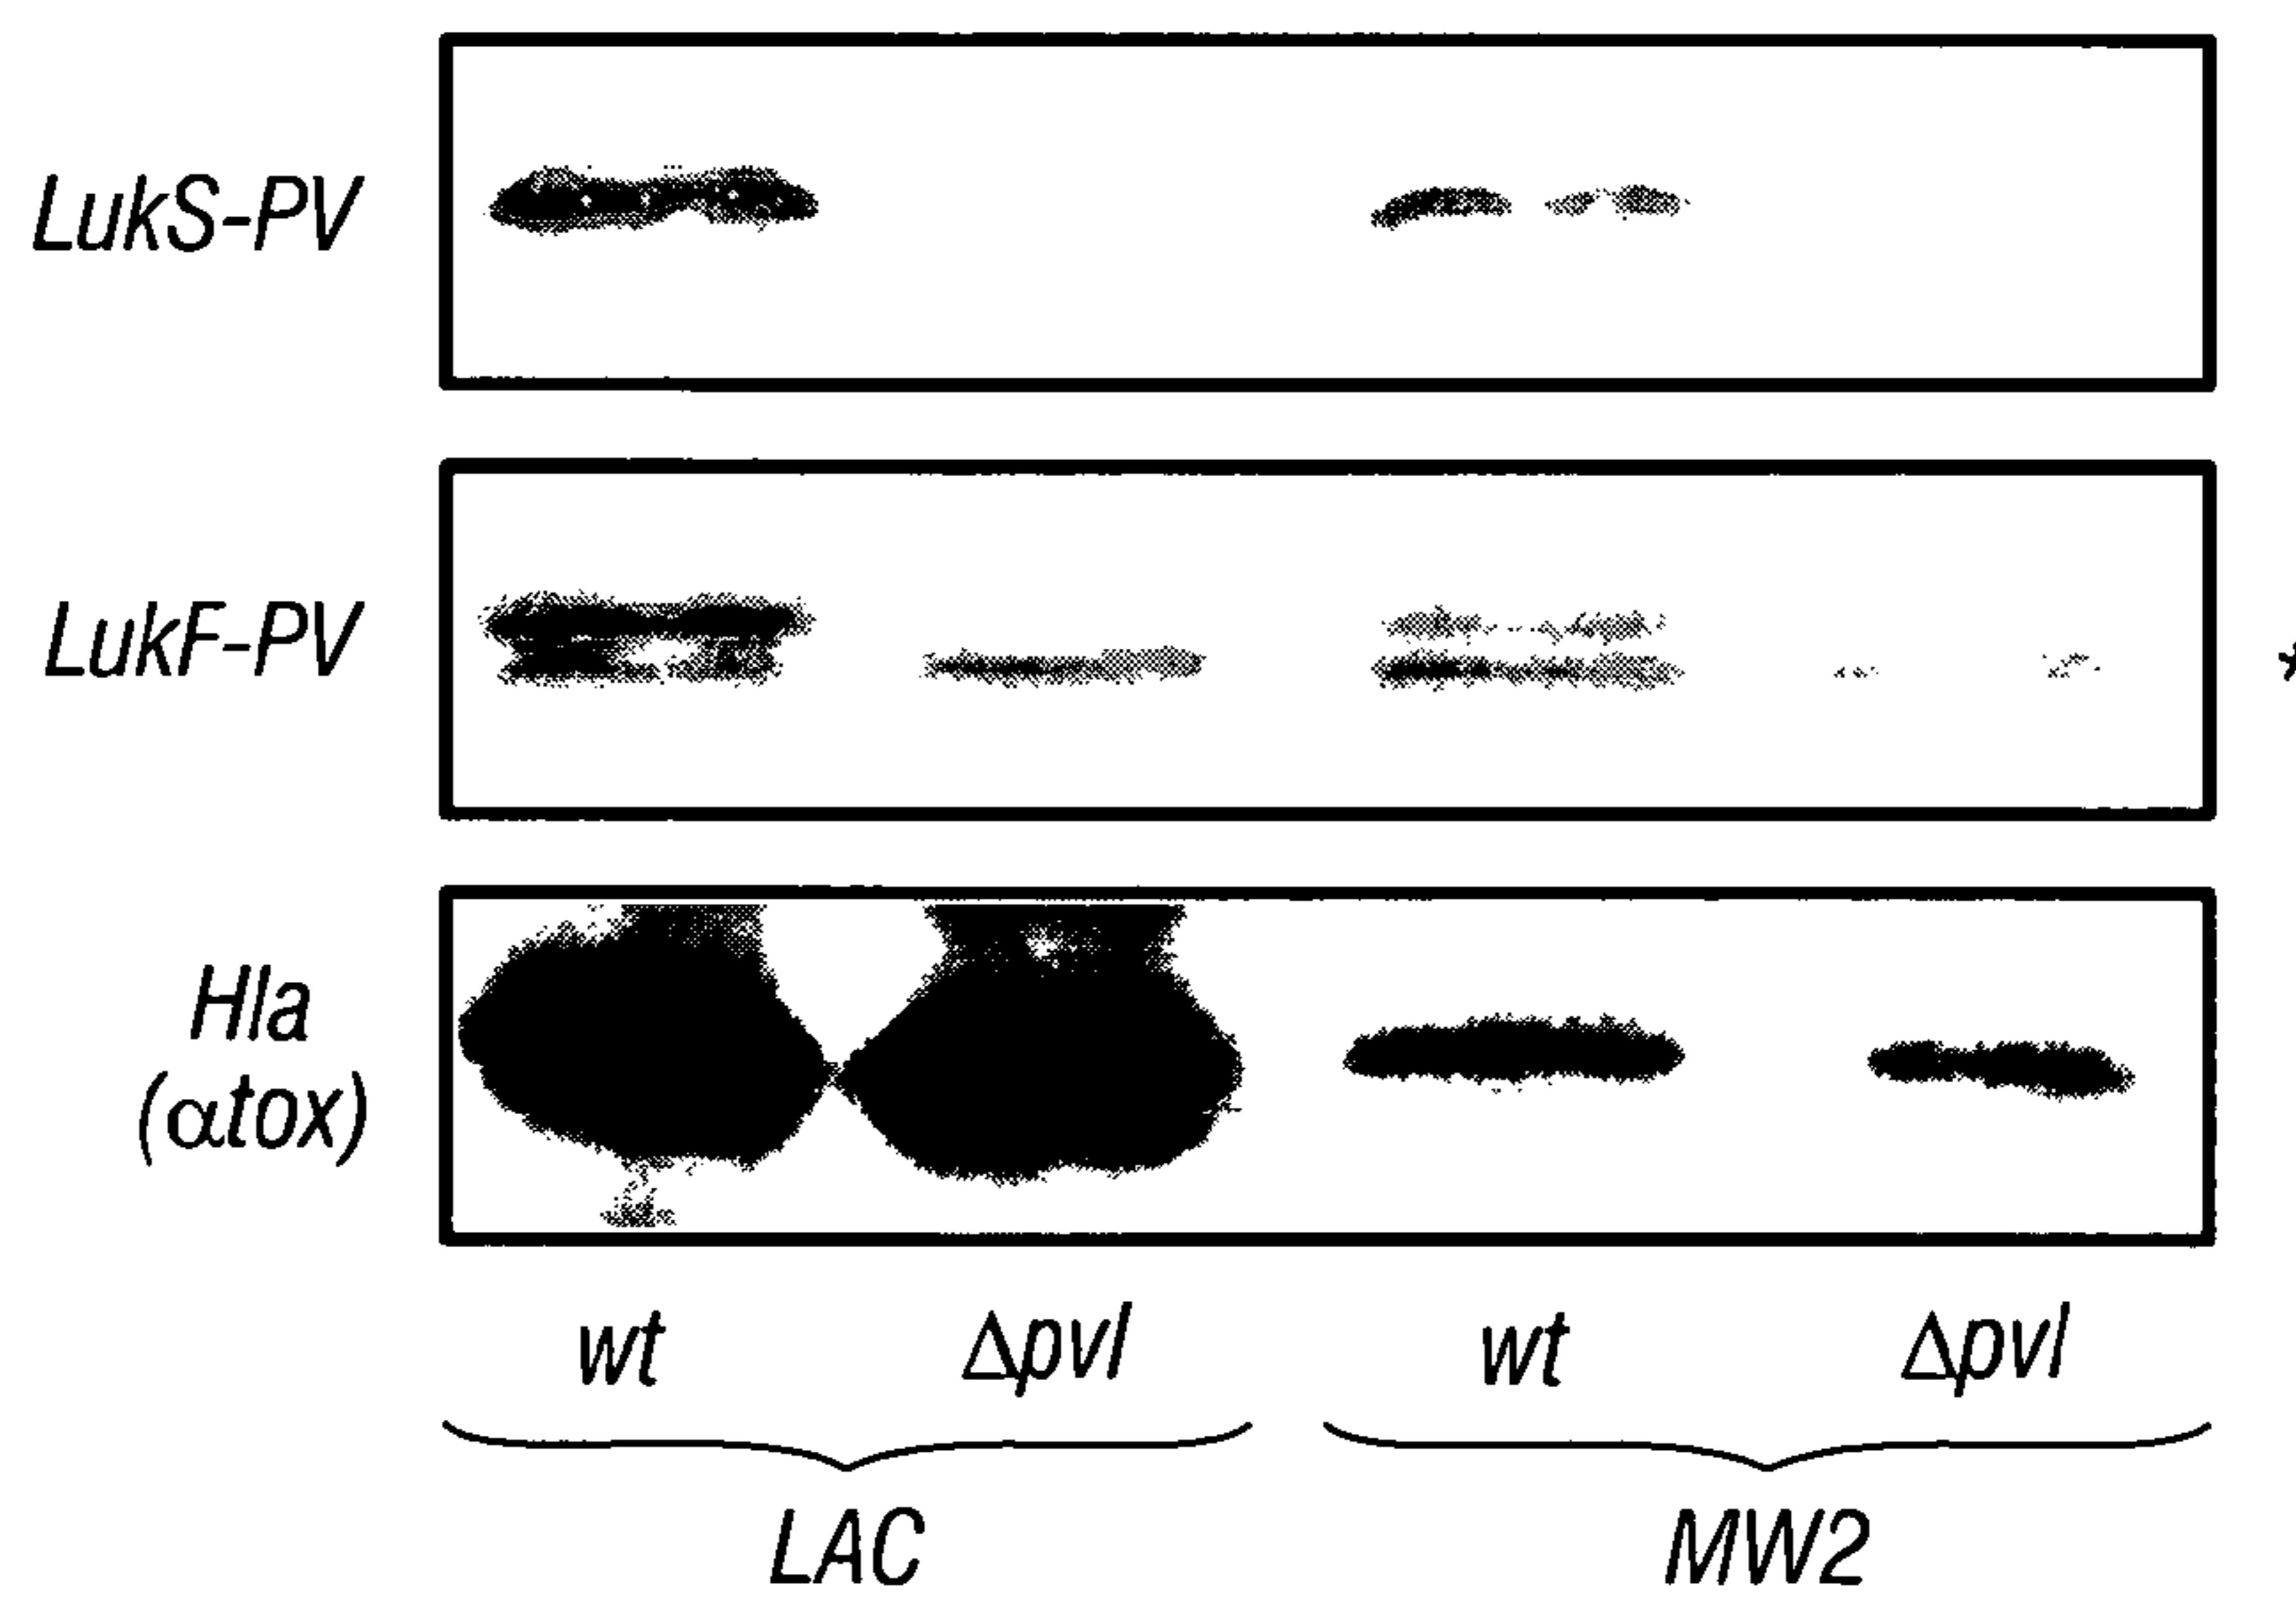 LukS-PV
LukF-PV
*
Hla
(αtox)
wt Δpvl wt Δpvl
LAC MW2